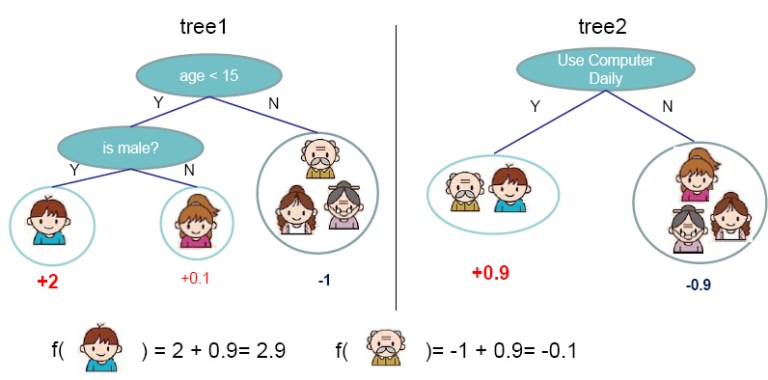 tree1
age < 15
Y
N
is male?
Y
N
+2
+0.1
-1
tree2
Use Computer
Daily
Y
N
+0.9
-0.9
f( ) = 2 + 0.9= 2.9
f( )= -1 + 0.9= -0.1